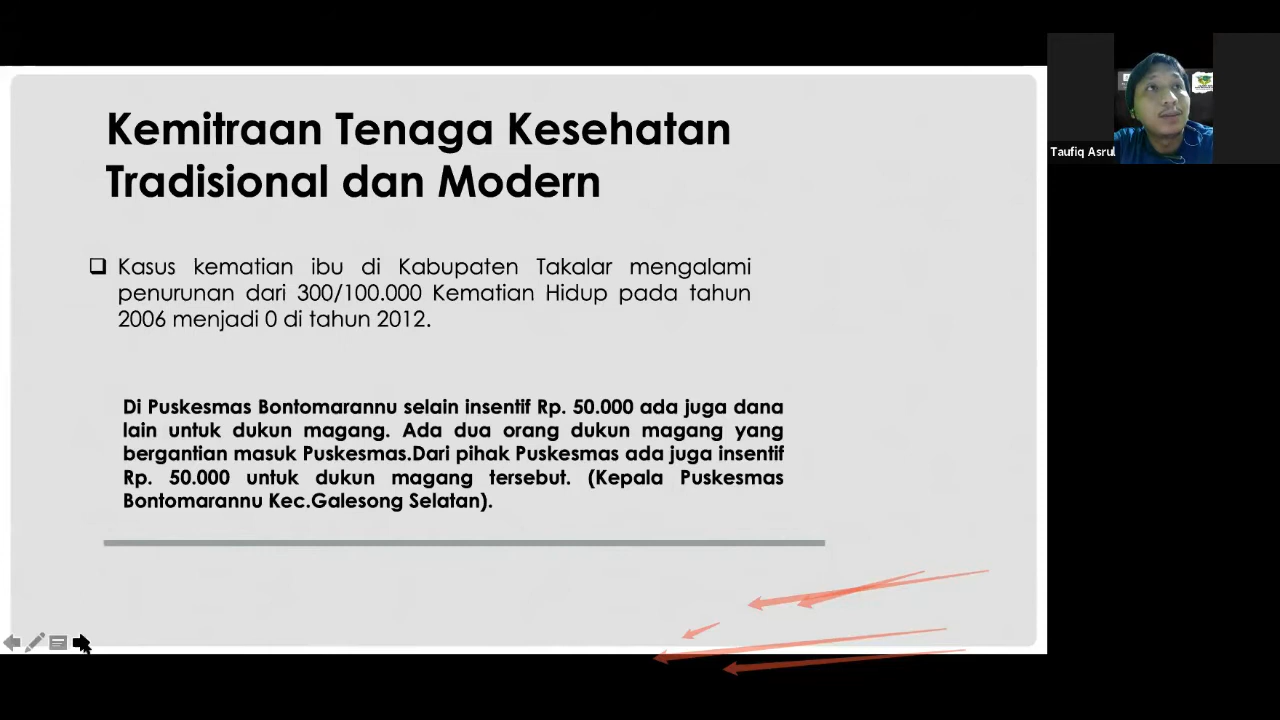 Kemitraan Tenaga Kesehatan
Tradisional dan Modern
Kasus kematian ibu di Kabupaten Takalar mengalami
penurunan dari 300/100.000 Kematian Hidup pada tahun
2006 menjadi 0 di tahun 2012.
Di Puskesmas Bontomarannu selain insentif Rp. 50.000 ada juga dana
lain untuk dukun magang. Ada dua orang dukun magang yang
bergantian masuk Puskesmas.Dari pihak Puskesmas ada juga insentif
Rp. 50.000 untuk dukun magang tersebut. (Kepala Puskesmas
Bontomarannu Kec.Galesong Selatan).
Taufiq Asrul